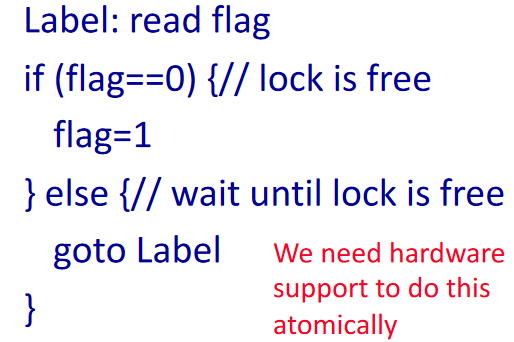 Label: read flag
if (flag==0) {// lock is free
flag=1
} else {// wait until lock is free
goto Label
}
We need hardware
support to do this
atomically